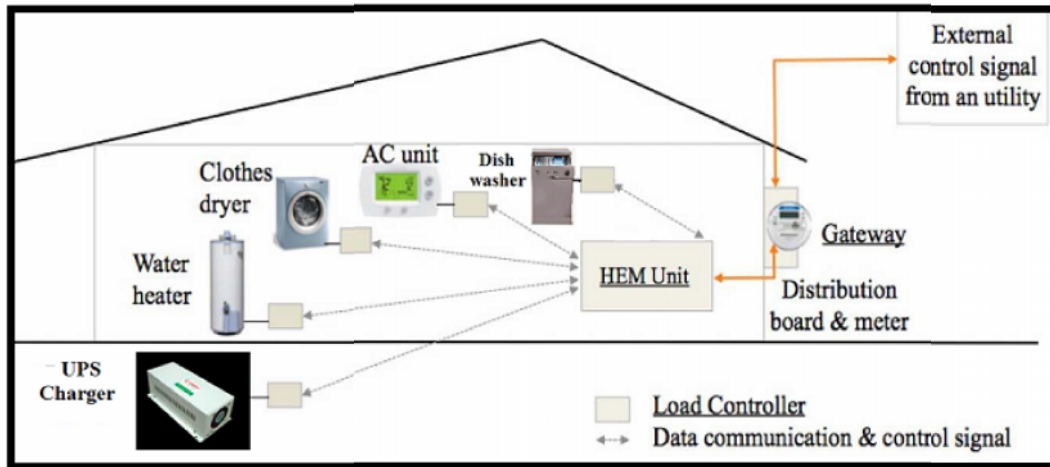 External
control signal
from an utility
AC unit
Dish
washer
Clothes
dryer
Gateway
Water
heater
HEM Unit
Distribution
board & meter
UPS
Charger
Load Controller
Data communication & control signal